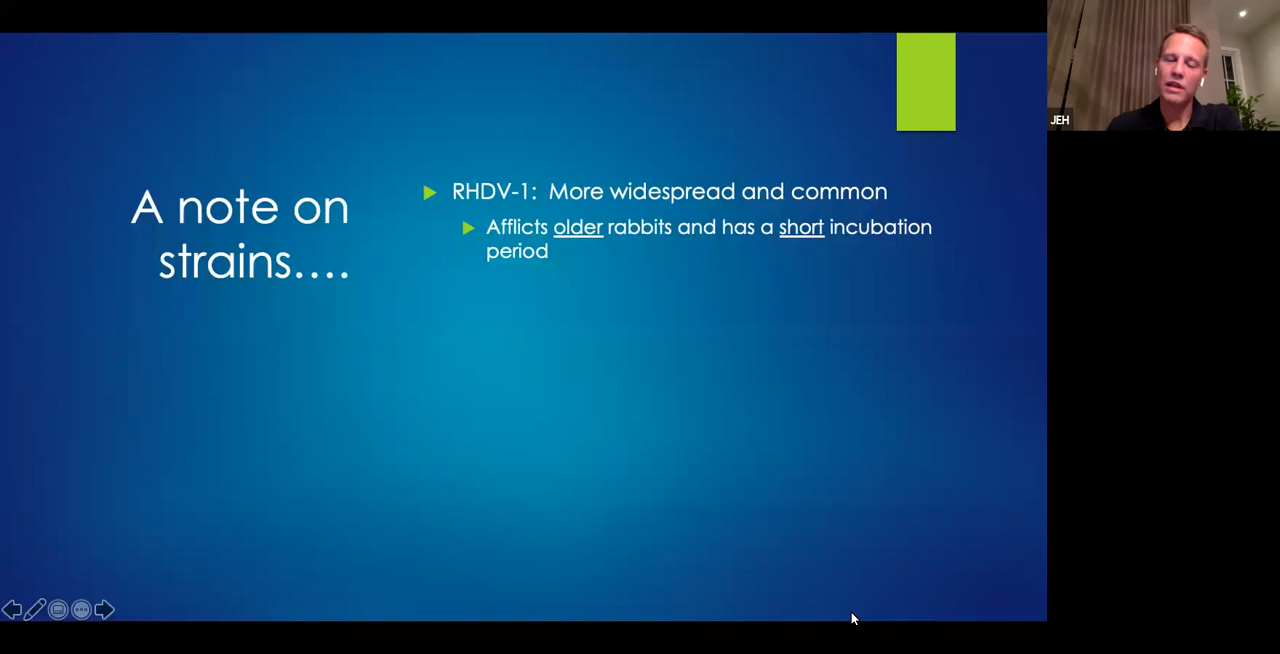 A note on
strains....
RHDV-1: More widespread and common
Afflicts older rabbits and has a short incubation
period
JEH